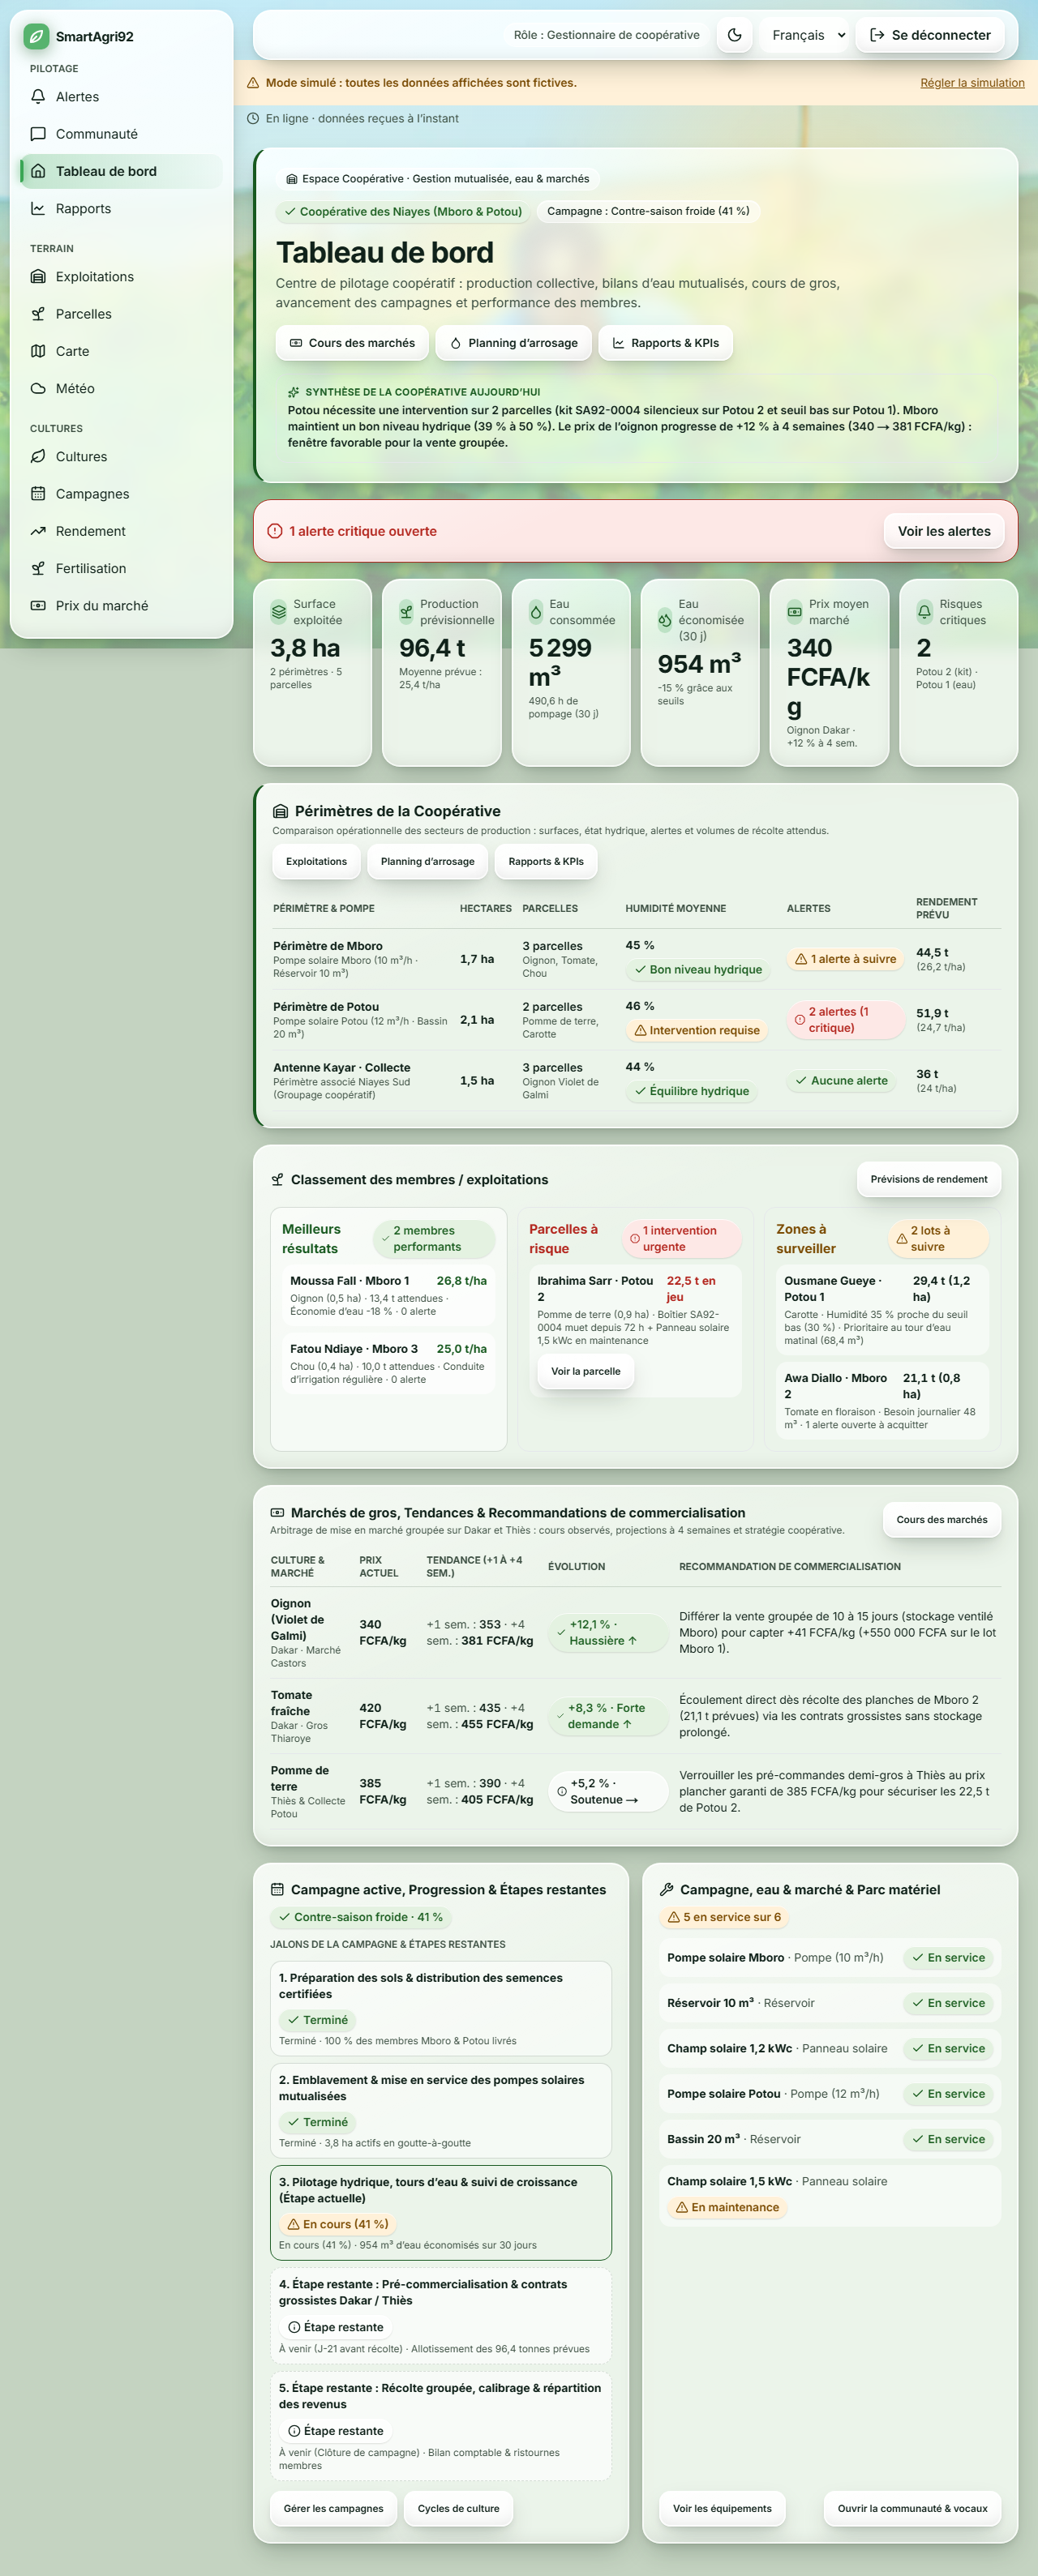 SmartAgri92
PILOTAGE
Alertes
Communauté
Tableau de bord
Rapports
TERRAIN
Exploitations
Parcelles
Carte
Météo
CULTURES
Cultures
Campagnes
Rendement
Fertilisation
Prix du marché
Rôle : Gestionnaire de coopérative
Français
Se déconnecter
Mode simulé : toutes les données affichées sont fictives.
Régler la simulation
En ligne · données reçues à l'instant
Espace Coopérative · Gestion mutualisée, eau & marchés
Coopérative des Niayes (Mboro & Potou)
Campagne : Contre-saison froide (41 %)
Tableau de bord
Centre de pilotage coopératif : production collective, bilans d'eau mutualisés, cours de gros,
avancement des campagnes et performance des membres.
Cours des marchés
Planning d'arrosage
Rapports & KPIs
SYNTHÈSE DE LA COOPÉRATIVE AUJOURD'HUI
Potou nécessite une intervention sur 2 parcelles (kit SA92-0004 silencieux sur Potou 2 et seuil bas sur Potou 1). Mboro
maintient un bon niveau hydrique (39 % à 50 %). Le prix de l'oignon progresse de +12 % à 4 semaines (340 → 381 FCFA/kg) :
fenêtre favorable pour la vente groupée.
1 alerte critique ouverte
Voir les alertes
Surface
exploitée
3,8 ha
2 périmètres · 5
parcelles
Production
prévisionnelle
96,4 t
Moyenne prévue :
25,4 t/ha
Eau
consommée
5 299
m³
490,6 h de
pompage (30 j)
Eau
économisée
(30 j)
954 m³
-15 % grâce aux
seuils
Prix moyen
marché
340
FCFA/k
g
Oignon Dakar ·
+12 % à 4 sem.
Risques
critiques
2
Potou 2 (kit) ·
Potou 1 (eau)
Périmètres de la Coopérative
Comparaison opérationnelle des secteurs de production : surfaces, état hydrique, alertes et volumes de récolte attendus.
Exploitations
Planning d'arrosage
Rapports & KPIs
PÉRIMÈTRE & POMPE
HECTARES
PARCELLES
HUMIDITÉ MOYENNE
ALERTES
RENDEMENT
PRÉVU
Périmètre de Mboro
Pompe solaire Mboro (10 m³/h ·
Réservoir 10 m³)
1,7 ha
3 parcelles
Oignon, Tomate,
Chou
45 %
Bon niveau hydrique
1 alerte à suivre
44,5 t
(26,2 t/ha)
Périmètre de Potou
Pompe solaire Potou (12 m³/h · Bassin
20 m³)
2,1 ha
2 parcelles
Pomme de terre,
Carotte
46 %
Intervention requise
2 alertes (1
critique)
51,9 t
(24,7 t/ha)
Antenne Kayar · Collecte
Périmètre associé Niayes Sud
(Groupage coopératif)
1,5 ha
3 parcelles
Oignon Violet de
Galmi
44 %
Équilibre hydrique
Aucune alerte
36 t
(24 t/ha)
Classement des membres / exploitations
Prévisions de rendement
Meilleurs
résultats
2 membres
performants
Moussa Fall · Mboro 1
26,8 t/ha
Oignon (0,5 ha) · 13,4 t attendues ·
Économie d'eau -18 % · 0 alerte
Fatou Ndiaye · Mboro 3
25,0 t/ha
Chou (0,4 ha) · 10,0 t attendues · Conduite
d'irrigation régulière · 0 alerte
Parcelles à
risque
1 intervention
urgente
Ibrahima Sarr · Potou
2
22,5 t en
jeu
Pomme de terre (0,9 ha) · Boîtier SA92-
0004 muet depuis 72 h + Panneau solaire
1,5 kWc en maintenance
Voir la parcelle
Zones à
surveiller
2 lots à
suivre
Ousmane Gueye ·
Potou 1
29,4 t (1,2
ha)
Carotte · Humidité 35 % proche du seuil
bas (30 %) · Prioritaire au tour d'eau
matinal (68,4 m³)
Awa Diallo · Mboro
2
21,1 t (0,8
ha)
Tomate en floraison · Besoin journalier 48
m³ · 1 alerte ouverte à acquitter
Marchés de gros, Tendances & Recommandations de commercialisation
Arbitrage de mise en marché groupée sur Dakar et Thiès : cours observés, projections à 4 semaines et stratégie coopérative.
Cours des marchés
CULTURE &
MARCHÉ
PRIX
ACTUEL
TENDANCE (+1 À +4
SEM.)
ÉVOLUTION
RECOMMANDATION DE COMMERCIALISATION
Oignon
(Violet de
Galmi)
Dakar · Marché
Castors
340
FCFA/kg
+1 sem. : 353 · +4
sem. : 381 FCFA/kg
+12,1 % ·
Haussière ↑
Différer la vente groupée de 10 à 15 jours (stockage ventilé
Mboro) pour capter +41 FCFA/kg (+550 000 FCFA sur le lot
Mboro 1).
Tomate
fraîche
Dakar · Gros
Thiaroye
420
FCFA/kg
+1 sem. : 435 · +4
sem. : 455 FCFA/kg
+8,3 % · Forte
demande ↑
Écoulement direct dès récolte des planches de Mboro 2
(21,1 t prévues) via les contrats grossistes sans stockage
prolongé.
Pomme de
terre
Thiès & Collecte
Potou
385
FCFA/kg
+1 sem. : 390 · +4
sem. : 405 FCFA/kg
+5,2 % ·
Soutenue →
Verrouiller les pré-commandes demi-gros à Thiès au prix
plancher garanti de 385 FCFA/kg pour sécuriser les 22,5 t
de Potou 2.
Campagne active, Progression & Étapes restantes
Contre-saison froide · 41 %
JALONS DE LA CAMPAGNE & ÉTAPES RESTANTES
1. Préparation des sols & distribution des semences
certifiées
Terminé
Terminé · 100 % des membres Mboro & Potou livrés
2. Emblavement & mise en service des pompes solaires
mutualisées
Terminé
Terminé · 3,8 ha actifs en goutte-à-goutte
3. Pilotage hydrique, tours d'eau & suivi de croissance
(Étape actuelle)
En cours (41 %)
En cours (41 %) · 954 m³ d'eau économisés sur 30 jours
4. Étape restante : Pré-commercialisation & contrats
grossistes Dakar / Thiès
Étape restante
À venir (J-21 avant récolte) · Allotissement des 96,4 tonnes prévues
5. Étape restante : Récolte groupée, calibrage & répartition
des revenus
Étape restante
À venir (Clôture de campagne) · Bilan comptable & ristournes
membres
Gérer les campagnes
Cycles de culture
Campagne, eau & marché & Parc matériel
5 en service sur 6
Pompe solaire Mboro · Pompe (10 m³/h)
En service
Réservoir 10 m³ · Réservoir
En service
Champ solaire 1,2 kWc · Panneau solaire
En service
Pompe solaire Potou · Pompe (12 m³/h)
En service
Bassin 20 m³ · Réservoir
En service
Champ solaire 1,5 kWc · Panneau solaire
En maintenance
Voir les équipements
Ouvrir la communauté & vocaux